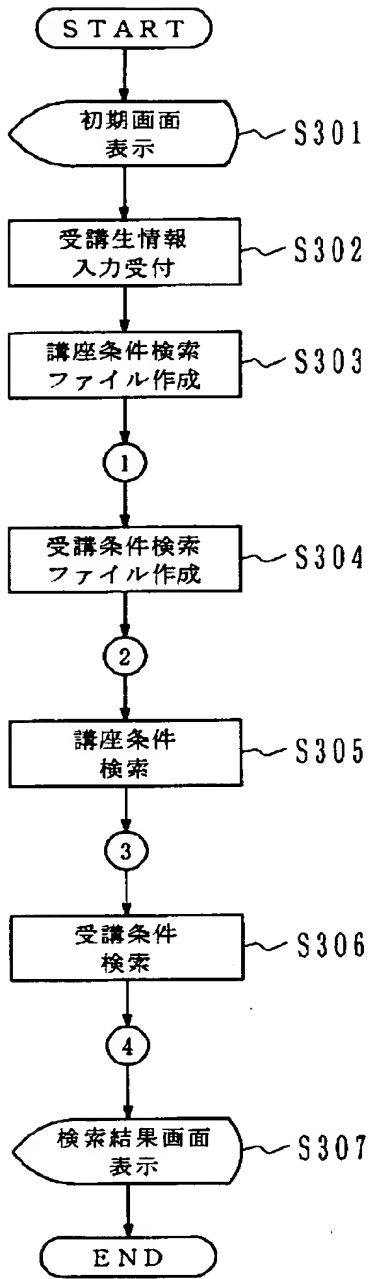 START
初期画面
表示
S301
受講生情報
入力受付
S302
講座条件検索
ファイル作成
S303
1
受講条件検索
ファイル作成
S304
2
講座条件
検索
S305
3
受講条件
検索
S306
4
検索結果画面
表示
S307
END